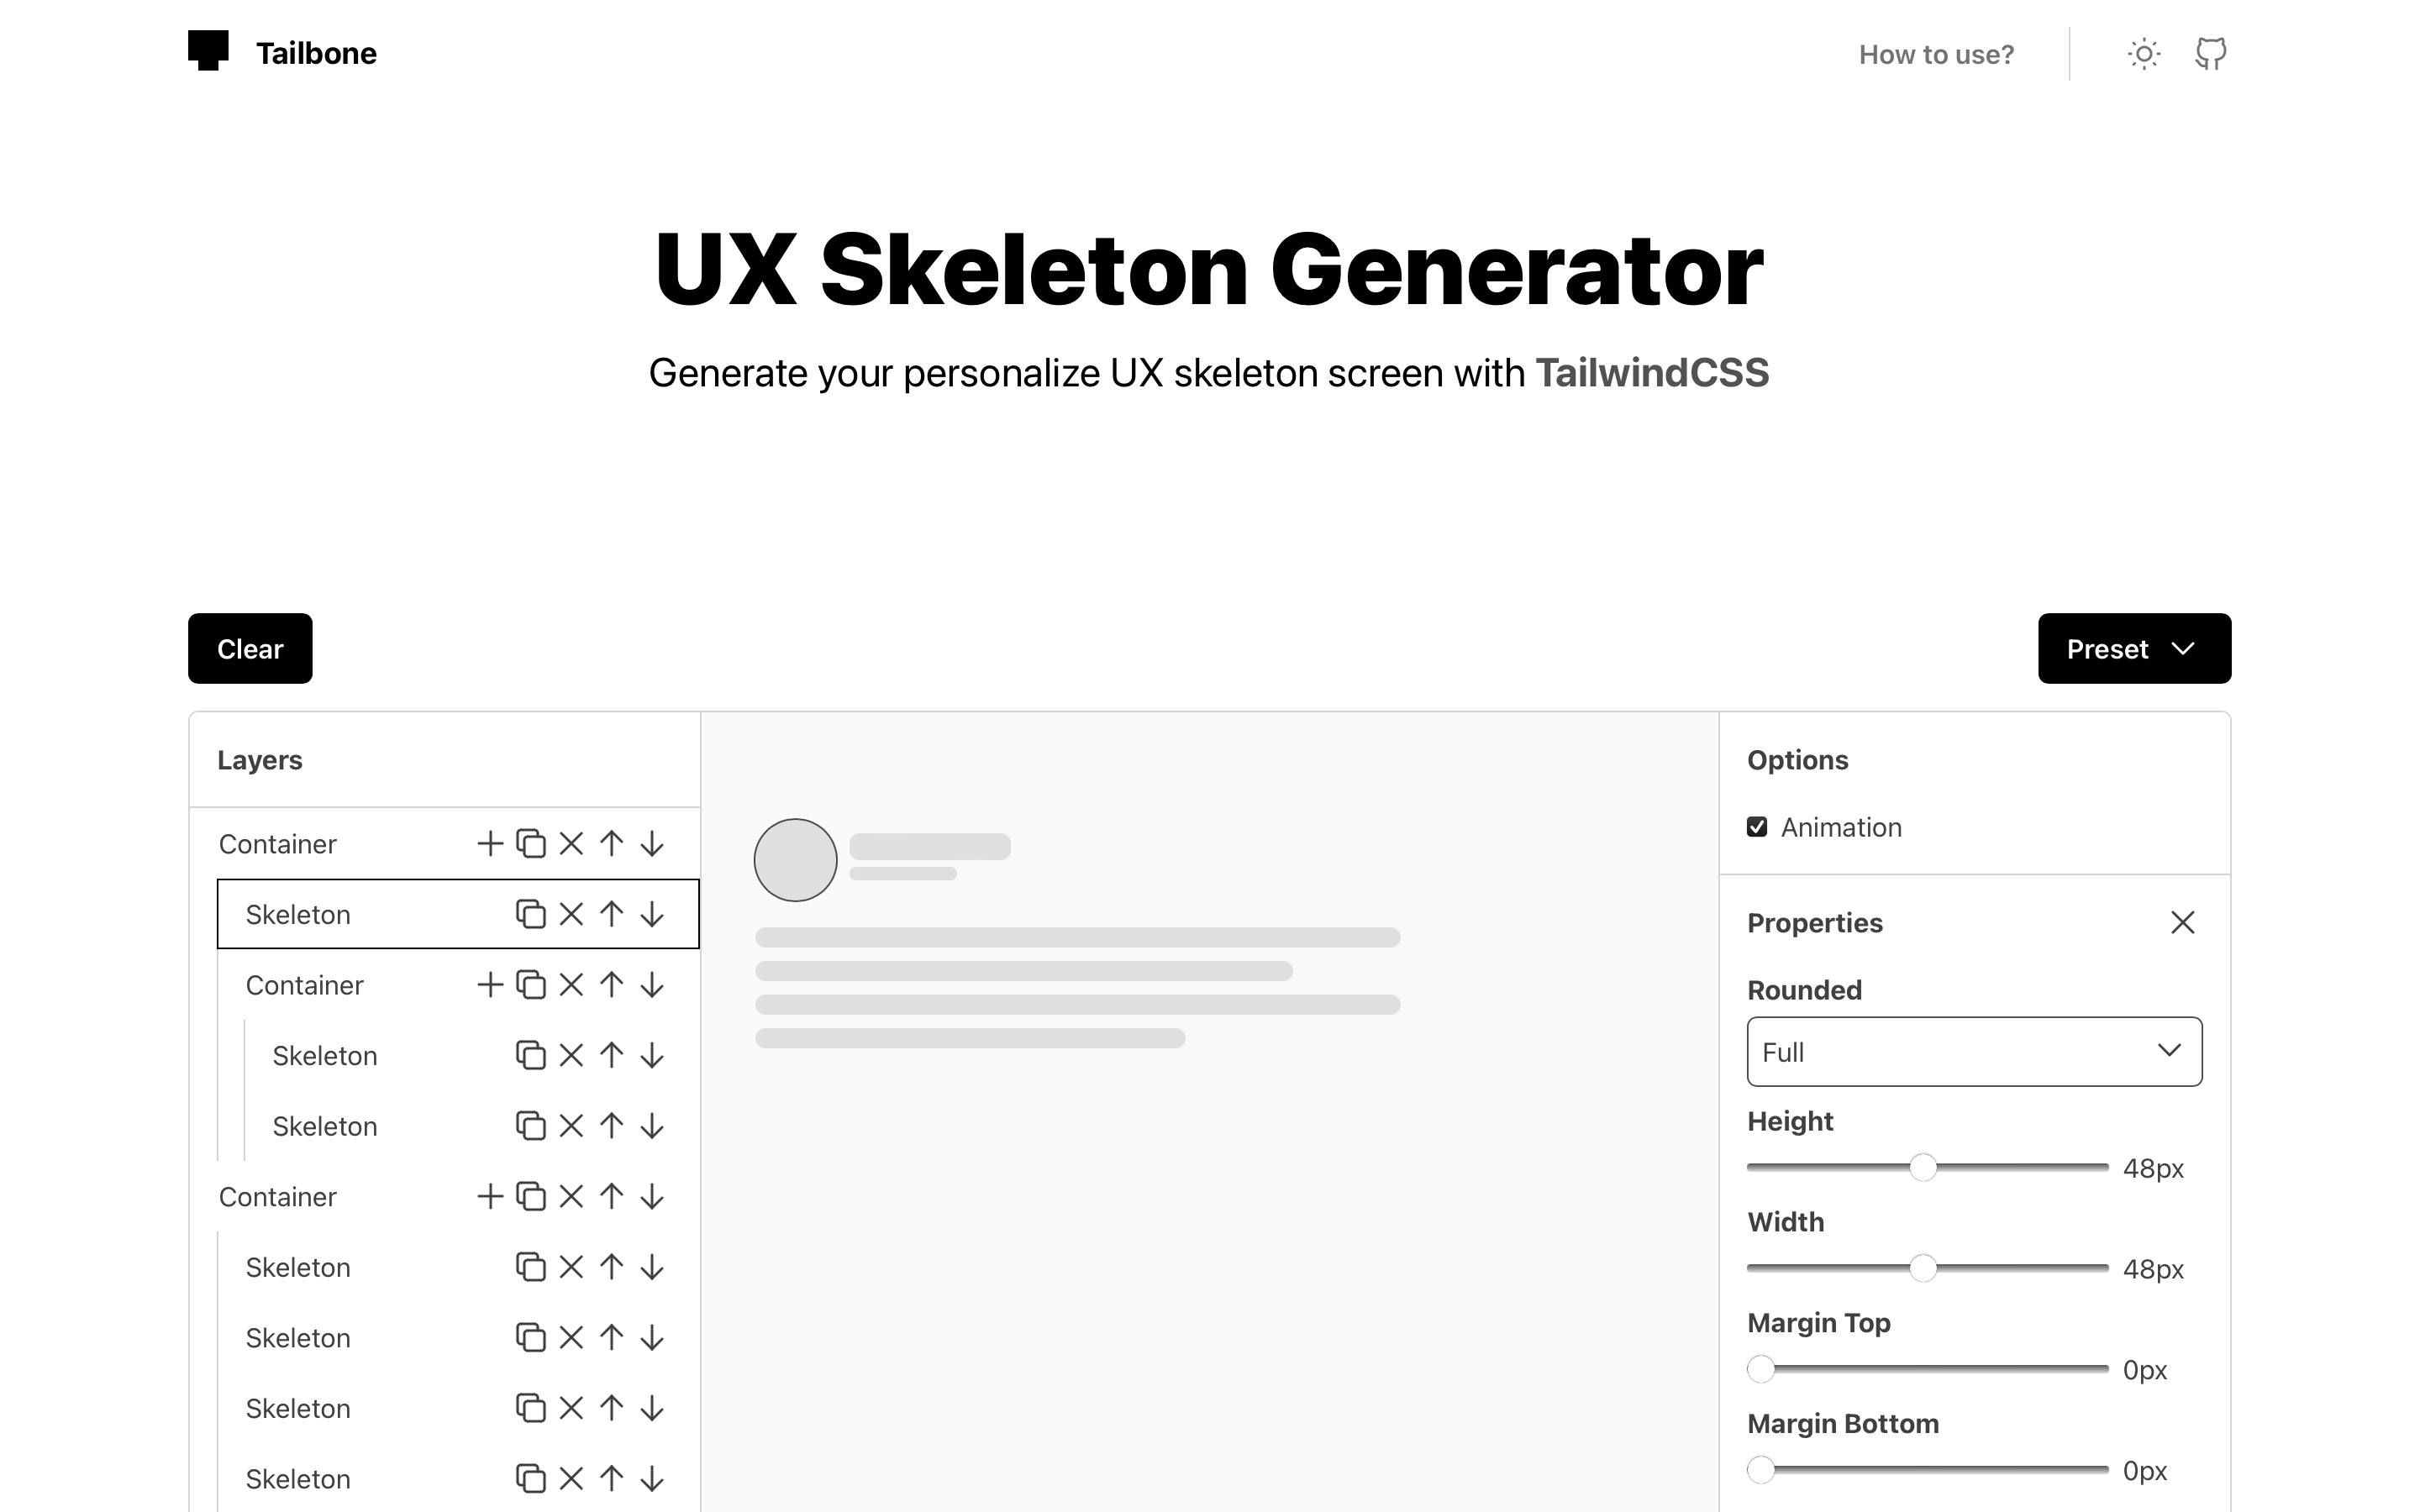 Tailbone
How to use?
UX Skeleton Generator
Generate your personalize UX skeleton screen with TailwindCSS
Clear
Preset
Layers
Container
Skeleton
Container
Skeleton
Skeleton
Container
Skeleton
Skeleton
Skeleton
Skeleton
Options
Animation
Properties
Rounded
Full
Height
48px
Width
48px
Margin Top
0px
Margin Bottom
0px